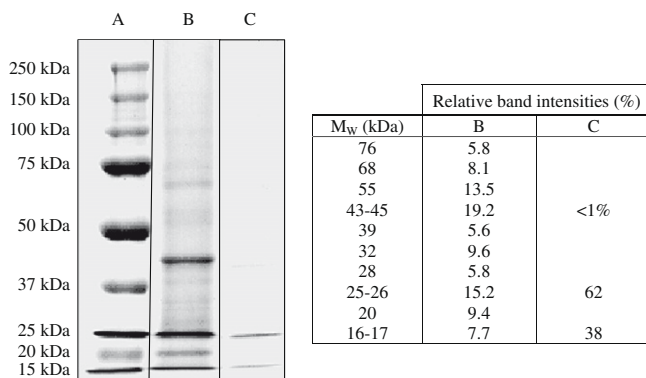 A B C
250 kDa
150 kDa
100 kDa
75 kDa
50 kDa
37 kDa
25 kDa
20 kDa
15 kDa
Relative band intensities (%)
Mw (kDa) B C
76 5.8
68 8.1
55 13.5
43-45 19.2 <1%
39 5.6
32 9.6
28 5.8
25-26 15.2 62
20 9.4
16-17 7.7 38